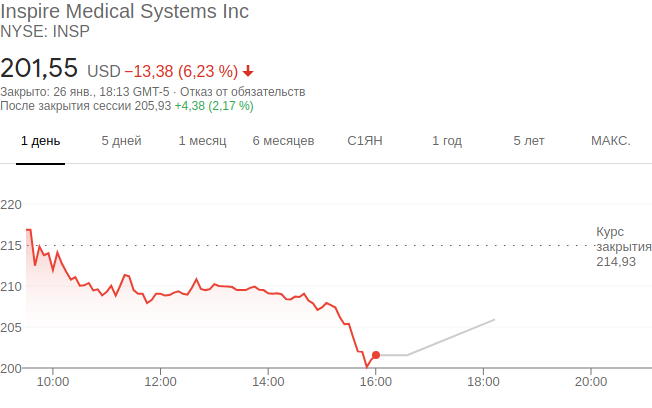 Inspire Medical Systems Inc
NYSE: INSP
201,55 USD −13,38 (6,23 %)
Закрыто: 26 янв., 18:13 GMT-5 · Отказ от обязательств
После закрытия сессии 205,93 +4,38 (2,17 %)
1 день 5 дней 1 месяц 6 месяцев С1ЯН 1 год 5 лет МАКС.
220
215
210
205
200
Курс
закрытия
214,93
10:00 12:00 14:00 16:00 18:00 20:00